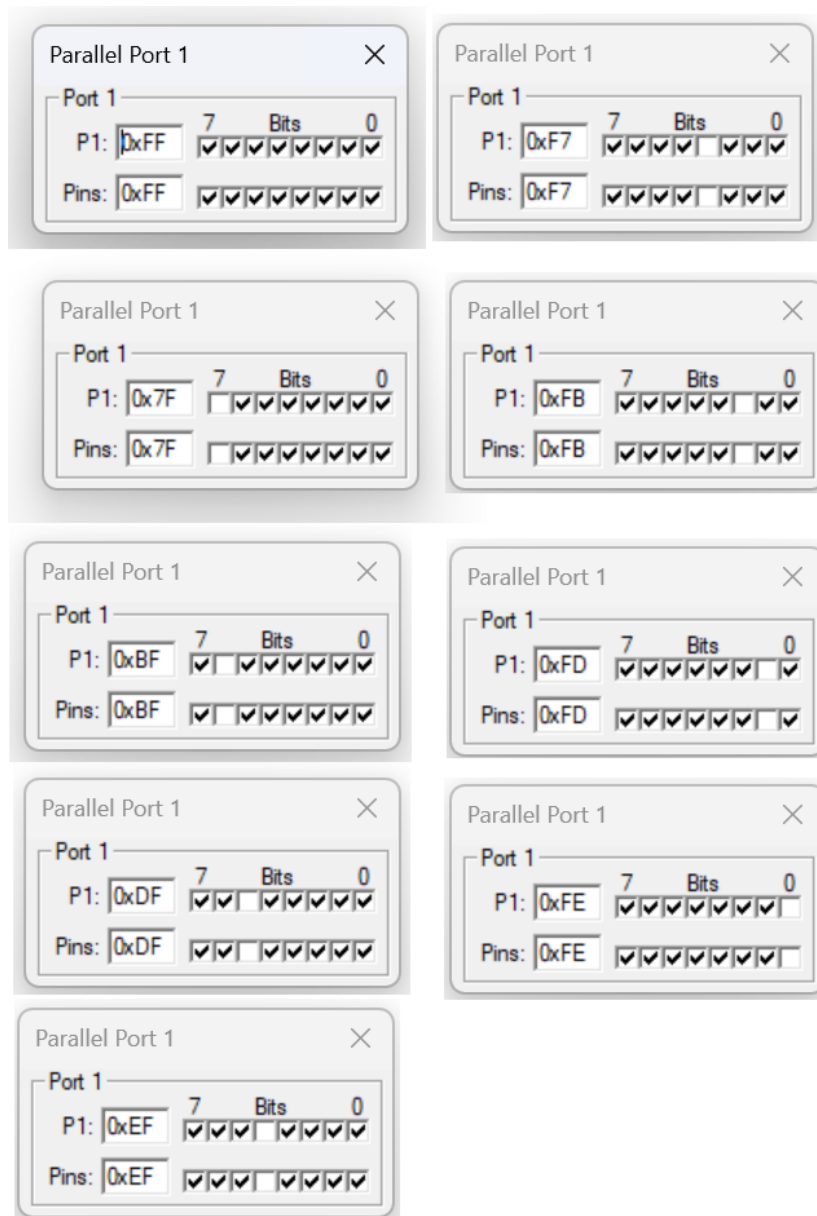 Parallel Port 1
Port 1
7 Bits 0
P1: 0xFF
Pins: 0xFF
Parallel Port 1
Port 1
7 Bits 0
P1: 0xF7
Pins: 0xF7
Parallel Port 1
Port 1
7 Bits 0
P1: 0x7F
Pins: 0x7F
Parallel Port 1
Port 1
7 Bits 0
P1: 0xFB
Pins: 0xFB
Parallel Port 1
Port 1
7 Bits 0
P1: 0xBF
Pins: 0xBF
Parallel Port 1
Port 1
7 Bits 0
P1: 0xFD
Pins: 0xFD
Parallel Port 1
Port 1
7 Bits 0
P1: 0xDF
Pins: 0xDF
Parallel Port 1
Port 1
7 Bits 0
P1: 0xFE
Pins: 0xFE
Parallel Port 1
Port 1
7 Bits 0
P1: 0xEF
Pins: 0xEF